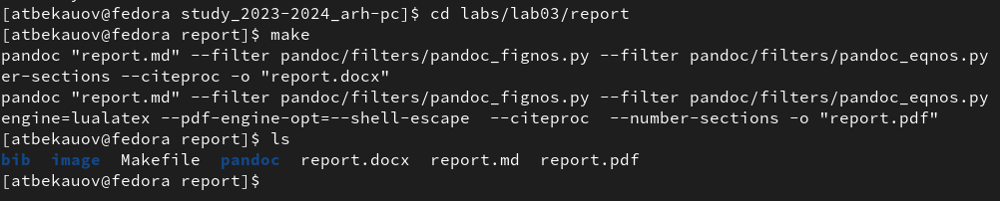 [atbekauov@fedora study_2023-2024_arh-pc]$ cd labs/lab03/report
[atbekauov@fedora report]$ make
pandoc "report.md" --filter pandoc/filters/pandoc_fignos.py --filter pandoc/filters/pandoc_eqnos.py
er-sections --citeproc -o "report.docx"
pandoc "report.md" --filter pandoc/filters/pandoc_fignos.py --filter pandoc/filters/pandoc_eqnos.py
engine=lualatex --pdf-engine-opt=--shell-escape  --citeproc  --number-sections -o "report.pdf"
[atbekauov@fedora report]$ ls
bib  image  Makefile  pandoc  report.docx  report.md  report.pdf
[atbekauov@fedora report]$